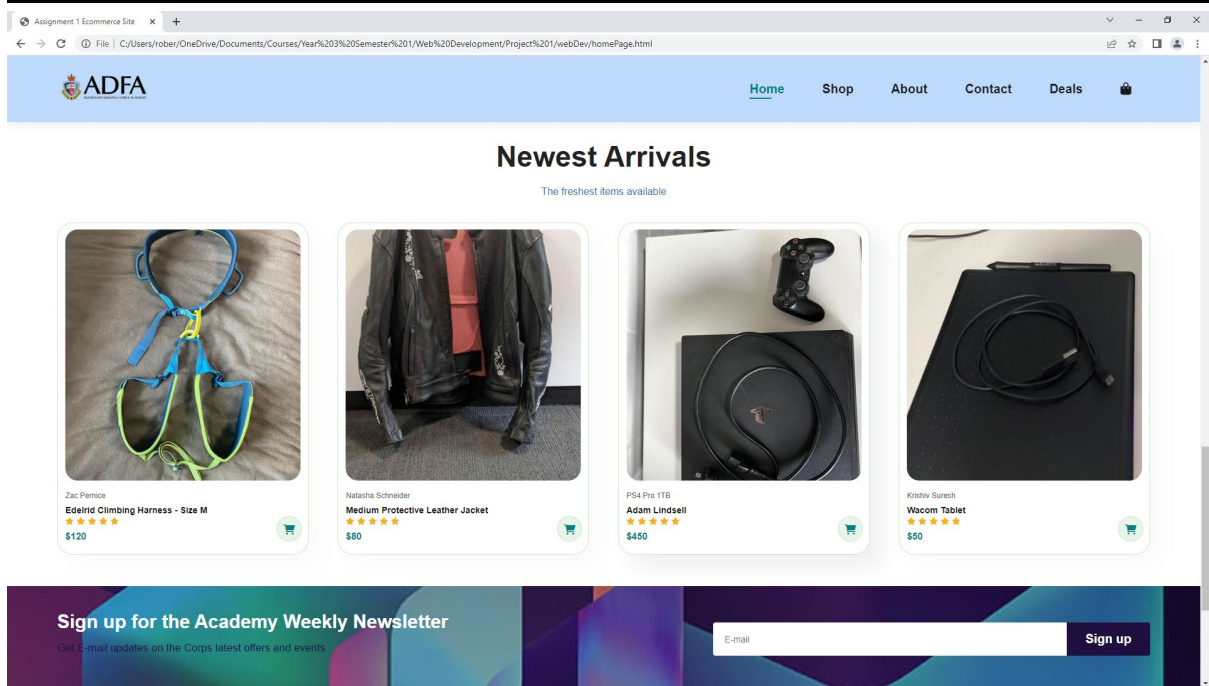 Assignment 1 Ecommerce Site
File | C:/Users/rober/OneDrive/Documents/Courses/Year%203%20Semester%201/Web%20Development/Project%201/webDev/homePage.html
ADFA
Home Shop About Contact Deals
Newest Arrivals
The freshest items available
Zac Pernice
Edelrid Climbing Harness - Size M
$120
Natasha Schneider
Medium Protective Leather Jacket
$80
PS4 Pro 1TB
Adam Lindsell
$450
Krishiv Suresh
Wacom Tablet
$50
Sign up for the Academy Weekly Newsletter
Get E-mail updates on the Corps latest offers and events
E-mail
Sign up